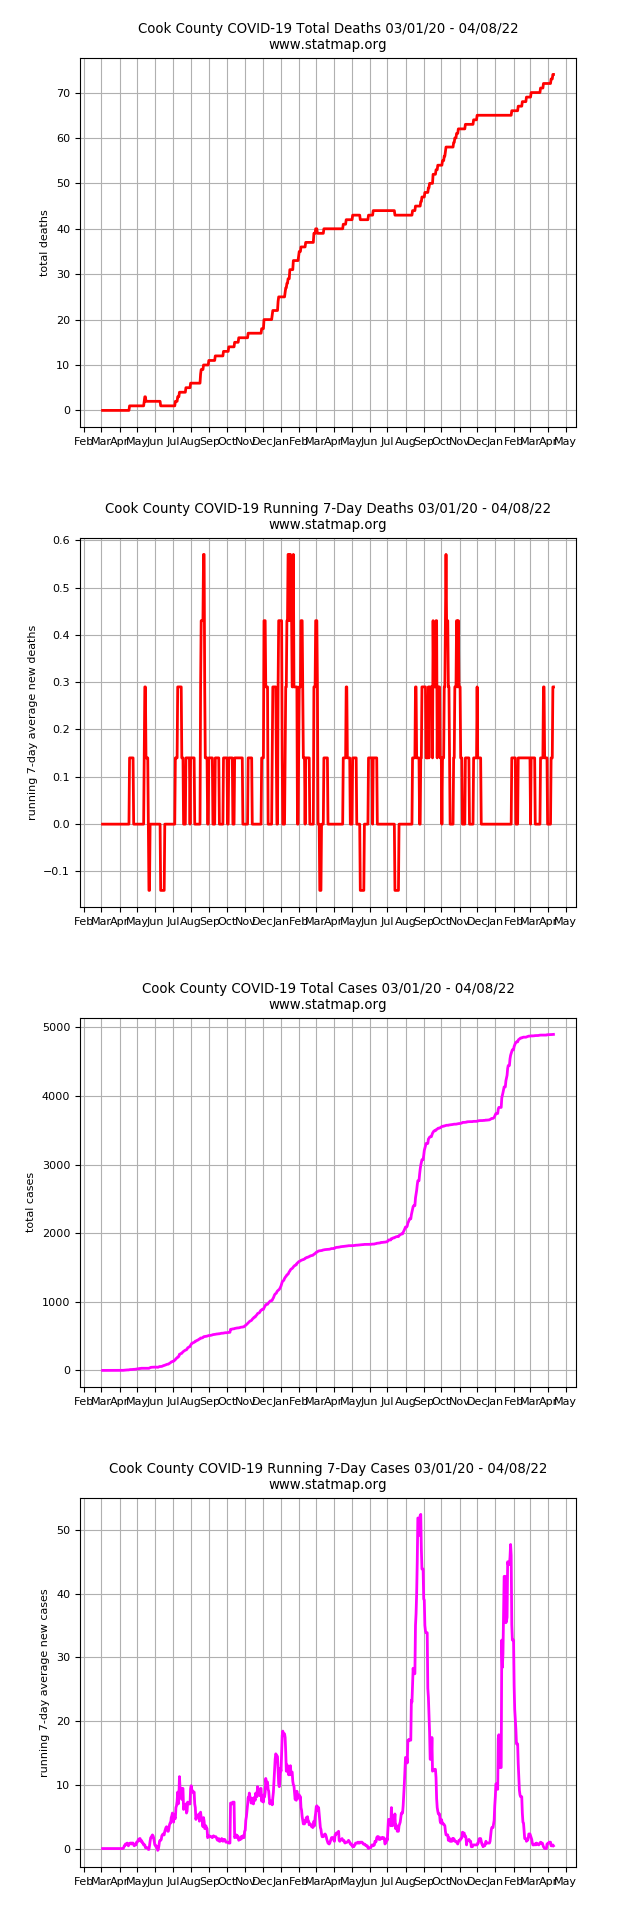 Cook County COVID-19 Total Deaths 03/01/20 - 04/08/22
www.statmap.org
70
60
50
40
30
20
10
0
total deaths
Feb Mar Apr May Jun Jul Aug Sep Oct Nov Dec Jan Feb Mar Apr May Jun Jul Aug Sep Oct Nov Dec Jan Feb Mar Apr May
Cook County COVID-19 Running 7-Day Deaths 03/01/20 - 04/08/22
www.statmap.org
0.6
0.5
0.4
0.3
0.2
0.1
0.0
−0.1
running 7-day average new deaths
Feb Mar Apr May Jun Jul Aug Sep Oct Nov Dec Jan Feb Mar Apr May Jun Jul Aug Sep Oct Nov Dec Jan Feb Mar Apr May
Cook County COVID-19 Total Cases 03/01/20 - 04/08/22
www.statmap.org
5000
4000
3000
2000
1000
0
total cases
Feb Mar Apr May Jun Jul Aug Sep Oct Nov Dec Jan Feb Mar Apr May Jun Jul Aug Sep Oct Nov Dec Jan Feb Mar Apr May
Cook County COVID-19 Running 7-Day Cases 03/01/20 - 04/08/22
www.statmap.org
50
40
30
20
10
0
running 7-day average new cases
Feb Mar Apr May Jun Jul Aug Sep Oct Nov Dec Jan Feb Mar Apr May Jun Jul Aug Sep Oct Nov Dec Jan Feb Mar Apr May